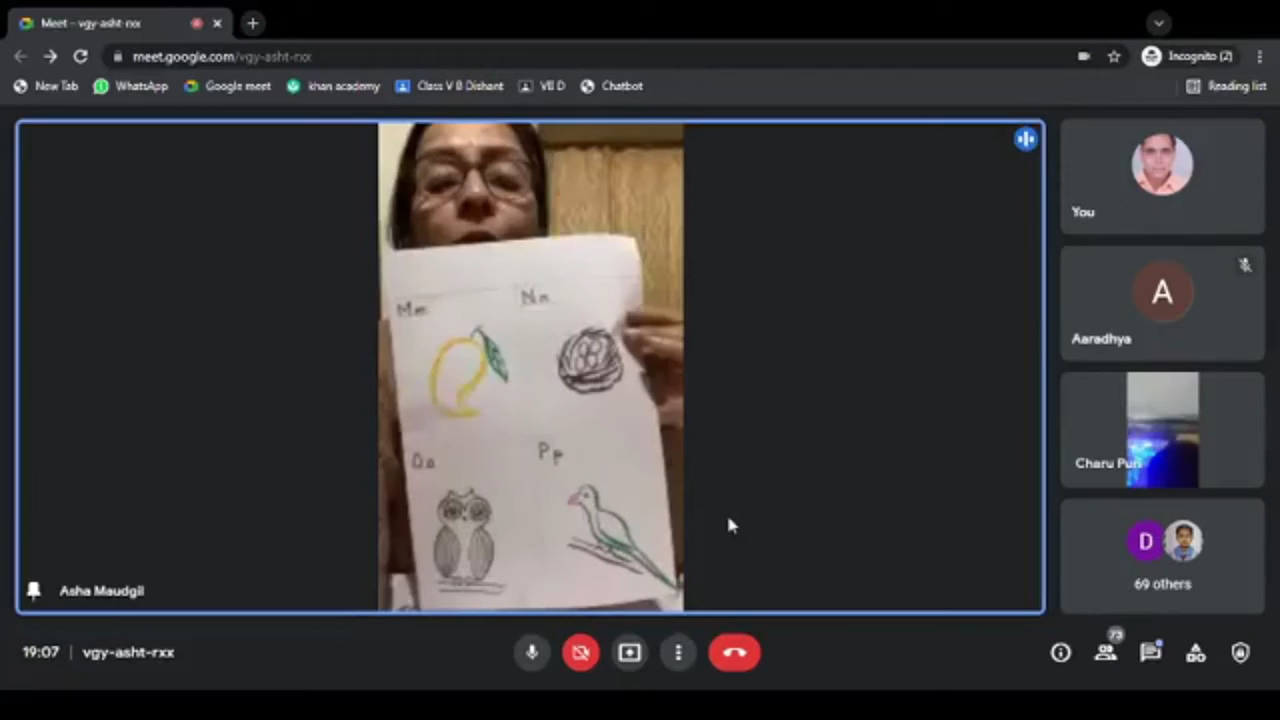 Meet – vgy-asht-rxx
meet.google.com/vgy-asht-rxx
Incognito (2)
New Tab WhatsApp Google meet khan academy Class V B Dishant VII D Chatbot Reading list
You
A
Aaradhya
Charu Puri
D
69 others
Mm Nn
Oo Pp
Asha Maudgil
19:07 | vgy-asht-rxx
73